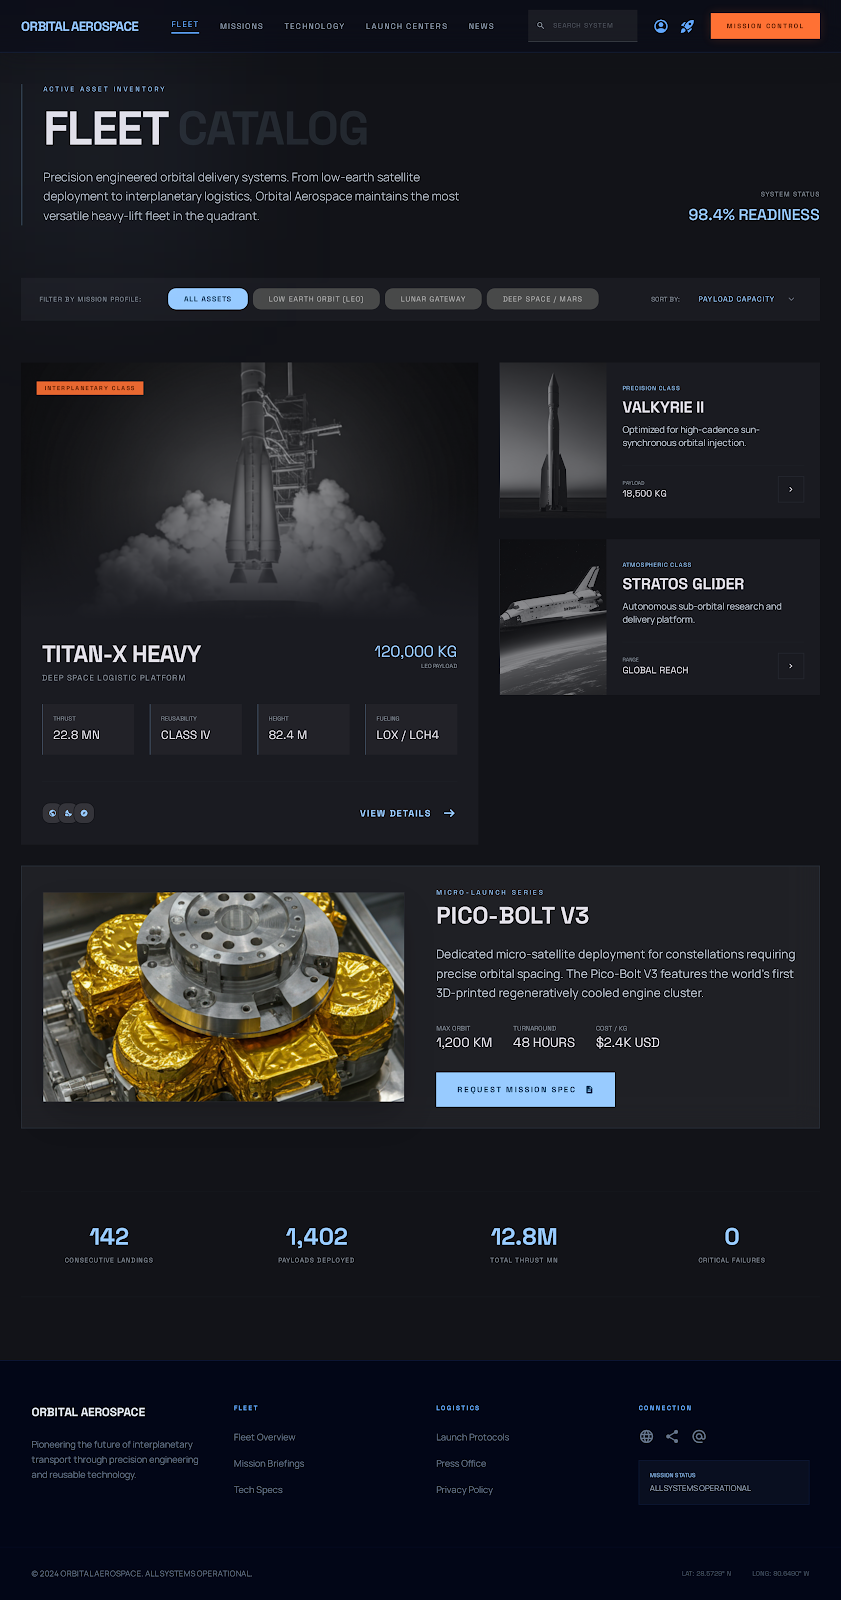 ORBITAL AEROSPACE
FLEET
MISSIONS
TECHNOLOGY
LAUNCH CENTERS
NEWS
SEARCH SYSTEM
MISSION CONTROL
ACTIVE ASSET INVENTORY
FLEET CATALOG
Precision engineered orbital delivery systems. From low-earth satellite
deployment to interplanetary logistics, Orbital Aerospace maintains the most
versatile heavy-lift fleet in the quadrant.
SYSTEM STATUS
98.4% READINESS
FILTER BY MISSION PROFILE:
ALL ASSETS
LOW EARTH ORBIT (LEO)
LUNAR GATEWAY
DEEP SPACE / MARS
SORT BY:
PAYLOAD CAPACITY
INTERPLANETARY CLASS
TITAN-X HEAVY
DEEP SPACE LOGISTIC PLATFORM
120,000 KG
LEO PAYLOAD
THRUST
22.8 MN
REUSABILITY
CLASS IV
HEIGHT
82.4 M
FUELING
LOX / LCH4
VIEW DETAILS
PRECISION CLASS
VALKYRIE II
Optimized for high-cadence sun-
synchronous orbital injection.
PAYLOAD
18,500 KG
ATMOSPHERIC CLASS
STRATOS GLIDER
Autonomous sub-orbital research and
delivery platform.
RANGE
GLOBAL REACH
MICRO-LAUNCH SERIES
PICO-BOLT V3
Dedicated micro-satellite deployment for constellations requiring
precise orbital spacing. The Pico-Bolt V3 features the world's first
3D-printed regeneratively cooled engine cluster.
MAX ORBIT
1,200 KM
TURNAROUND
48 HOURS
COST / KG
$2.4K USD
REQUEST MISSION SPEC
142
CONSECUTIVE LANDINGS
1,402
PAYLOADS DEPLOYED
12.8M
TOTAL THRUST MN
0
CRITICAL FAILURES
ORBITAL AEROSPACE
Pioneering the future of interplanetary
transport through precision engineering
and reusable technology.
FLEET
Fleet Overview
Mission Briefings
Tech Specs
LOGISTICS
Launch Protocols
Press Office
Privacy Policy
CONNECTION
MISSION STATUS
ALL SYSTEMS OPERATIONAL
© 2024 ORBITAL AEROSPACE. ALL SYSTEMS OPERATIONAL.
LAT: 28.5729° N
LONG: 80.6490° W